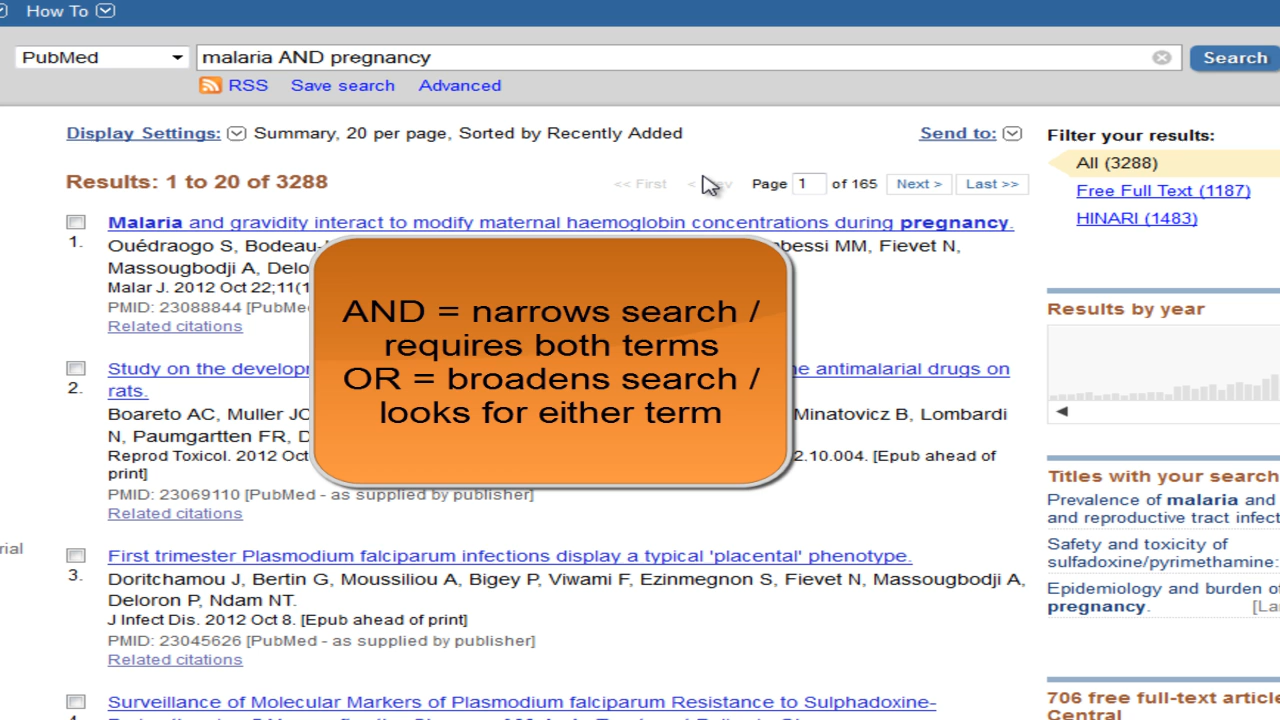 How To
PubMed
malaria AND pregnancy
Search
RSS Save search Advanced
Display Settings: Summary, 20 per page, Sorted by Recently Added
Send to:
Results: 1 to 20 of 3288
<< First < Prev Page 1 of 165 Next > Last >>
Malaria and gravidity interact to modify maternal haemoglobin concentrations during pregnancy.
1. Ouédraogo S, Bodeau- MM, Fievet N,
Massougbodji A,
Malar J. 2012 Oct 22;11(1
PMID: 23088844
Related citations
Study on the antimalarial drugs on
2. rats.
Boareto AC, Muller Minatovicz B, Lombardi
N, Paumgartten FR,
Reprod Toxicol. 2012 Oct 2.10.004. [Epub ahead of
print]
PMID: 23069110 [PubMed - as supplied by publisher]
Related citations
First trimester Plasmodium falciparum infections display a typical 'placental' phenotype.
3. Doritchamou J, Bertin G, Moussiliou A, Bigey P, Viwami F, Ezinmegnon S, Fievet N, Massougbodji A,
Deloron P, Ndam NT.
J Infect Dis. 2012 Oct 8. [Epub ahead of print]
PMID: 23045626 [PubMed - as supplied by publisher]
Related citations
Surveillance of Molecular Markers of Plasmodium falciparum Resistance to Sulphadoxine-
AND = narrows search /
requires both terms
OR = broadens search /
looks for either term
Filter your results:
All (3288)
Free Full Text (1187)
HINARI (1483)
Results by year
Titles with your search
Prevalence of malaria and
and reproductive tract infect
Safety and toxicity of
sulfadoxine/pyrimethamine:
Epidemiology and burden of
pregnancy. [La
706 free full-text article
Central
rial